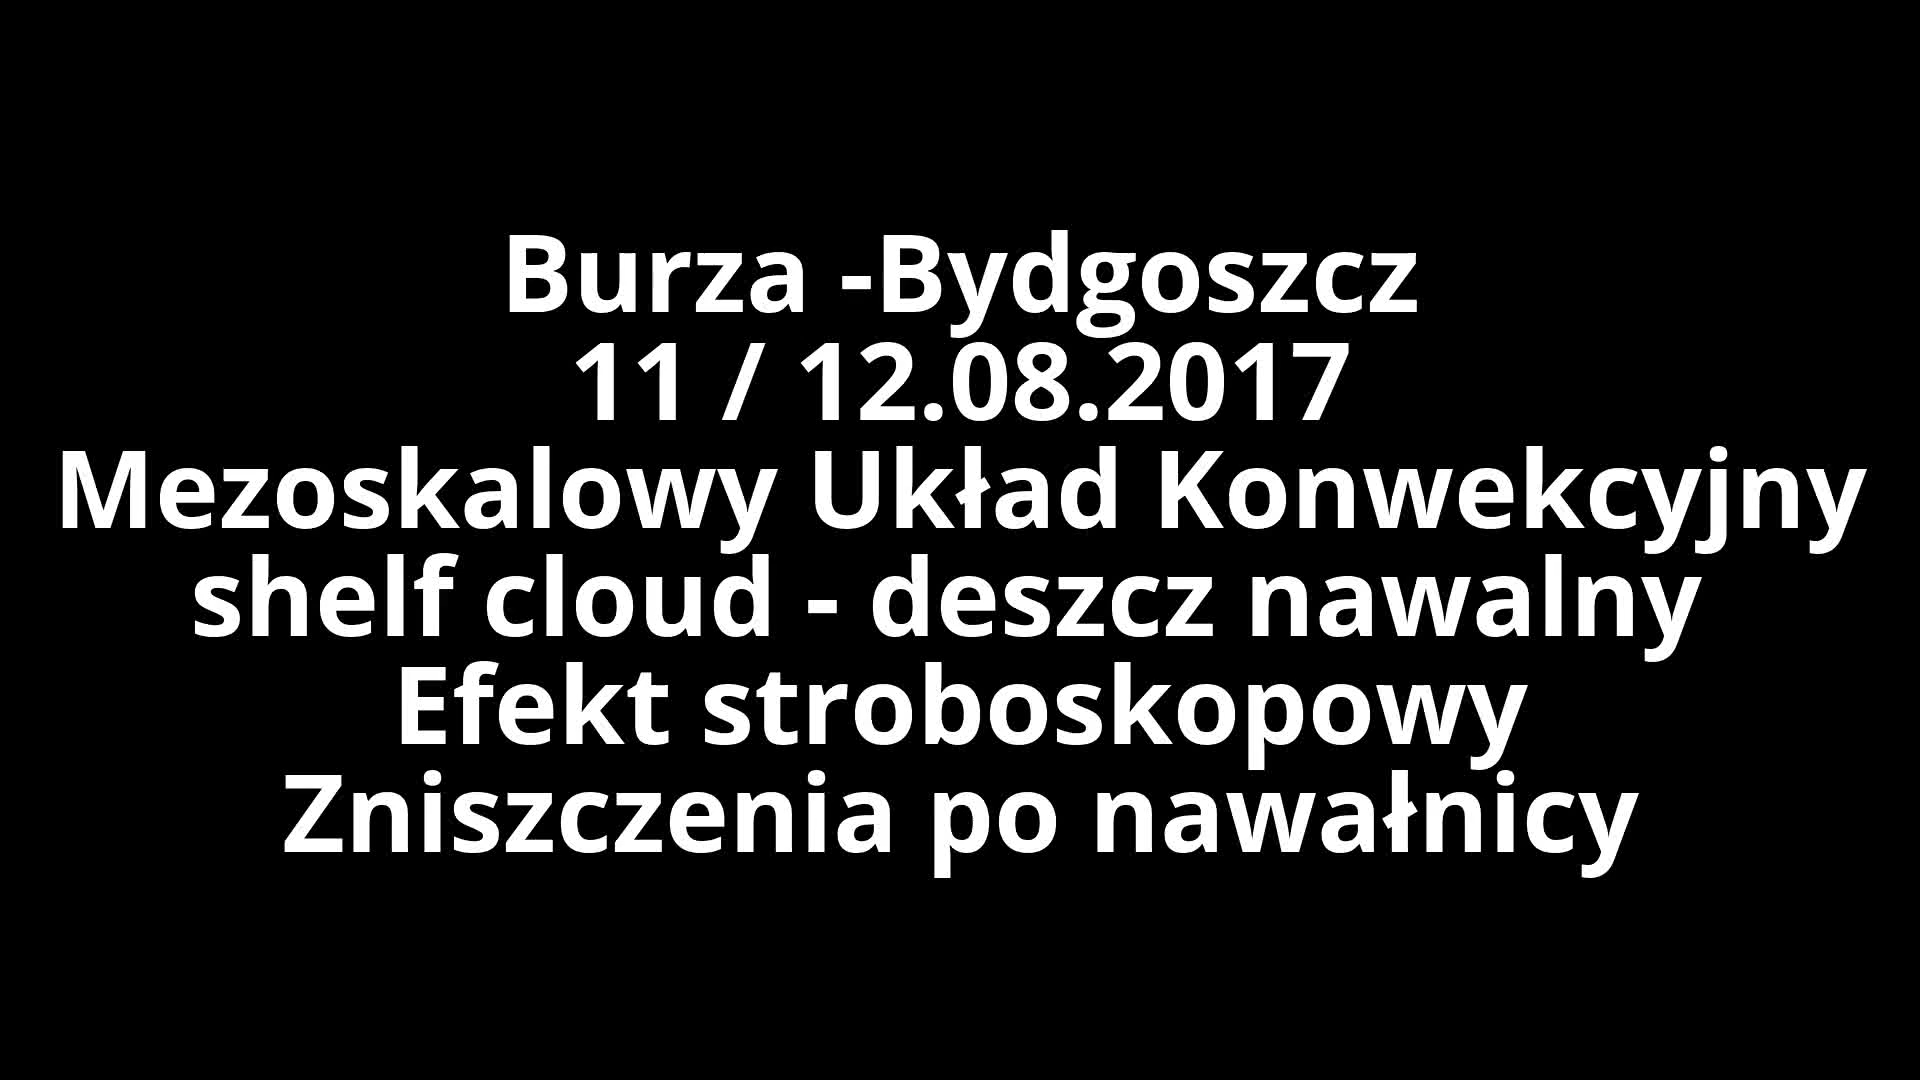 Burza -Bydgoszcz
11 / 12.08.2017
Mezoskalowy Układ Konwekcyjny
shelf cloud - deszcz nawalny
Efekt stroboskopowy
Zniszczenia po nawałnicy